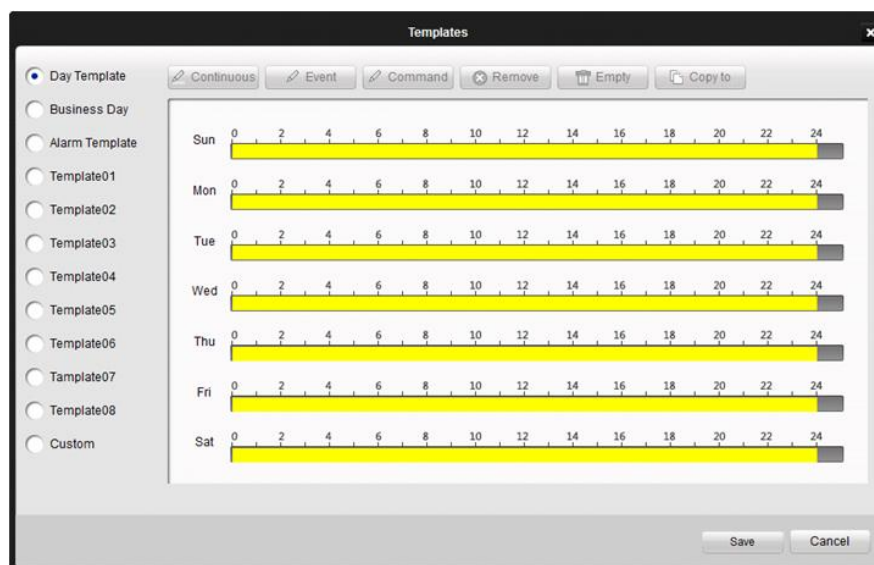 Templates
Day Template
Business Day
Alarm Template
Template01
Template02
Template03
Template04
Template05
Template06
Tamplate07
Template08
Custom
Continuous Event Command Remove Empty Copy to
0 2 4 6 8 10 12 14 16 18 20 22 24
Sun
0 2 4 6 8 10 12 14 16 18 20 22 24
Mon
0 2 4 6 8 10 12 14 16 18 20 22 24
Tue
0 2 4 6 8 10 12 14 16 18 20 22 24
Wed
0 2 4 6 8 10 12 14 16 18 20 22 24
Thu
0 2 4 6 8 10 12 14 16 18 20 22 24
Fri
0 2 4 6 8 10 12 14 16 18 20 22 24
Sat
Save Cancel